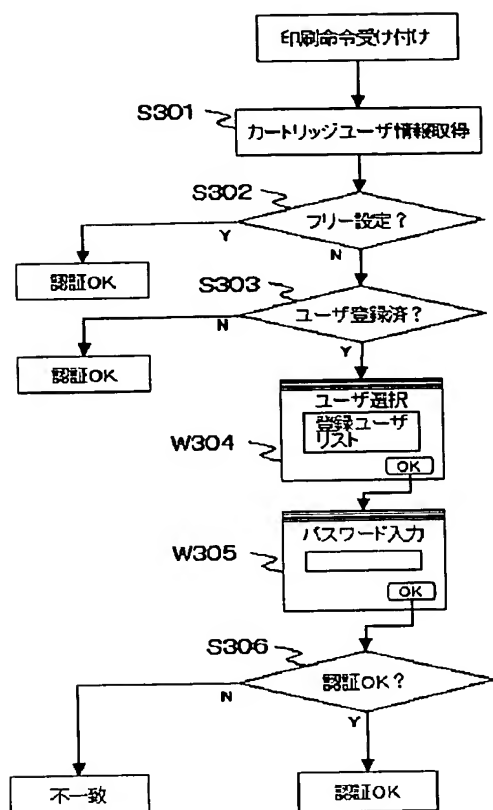 印刷命令受け付け
S301
カートリッジユーザ情報取得
S302
フリー設定?
Y
N
認証OK
S303
ユーザ登録済?
N
Y
認証OK
ユーザ選択
登録ユーザ
リスト
W304
OK
パスワード入力
W305
OK
S306
認証OK?
N
Y
不一致
認証OK